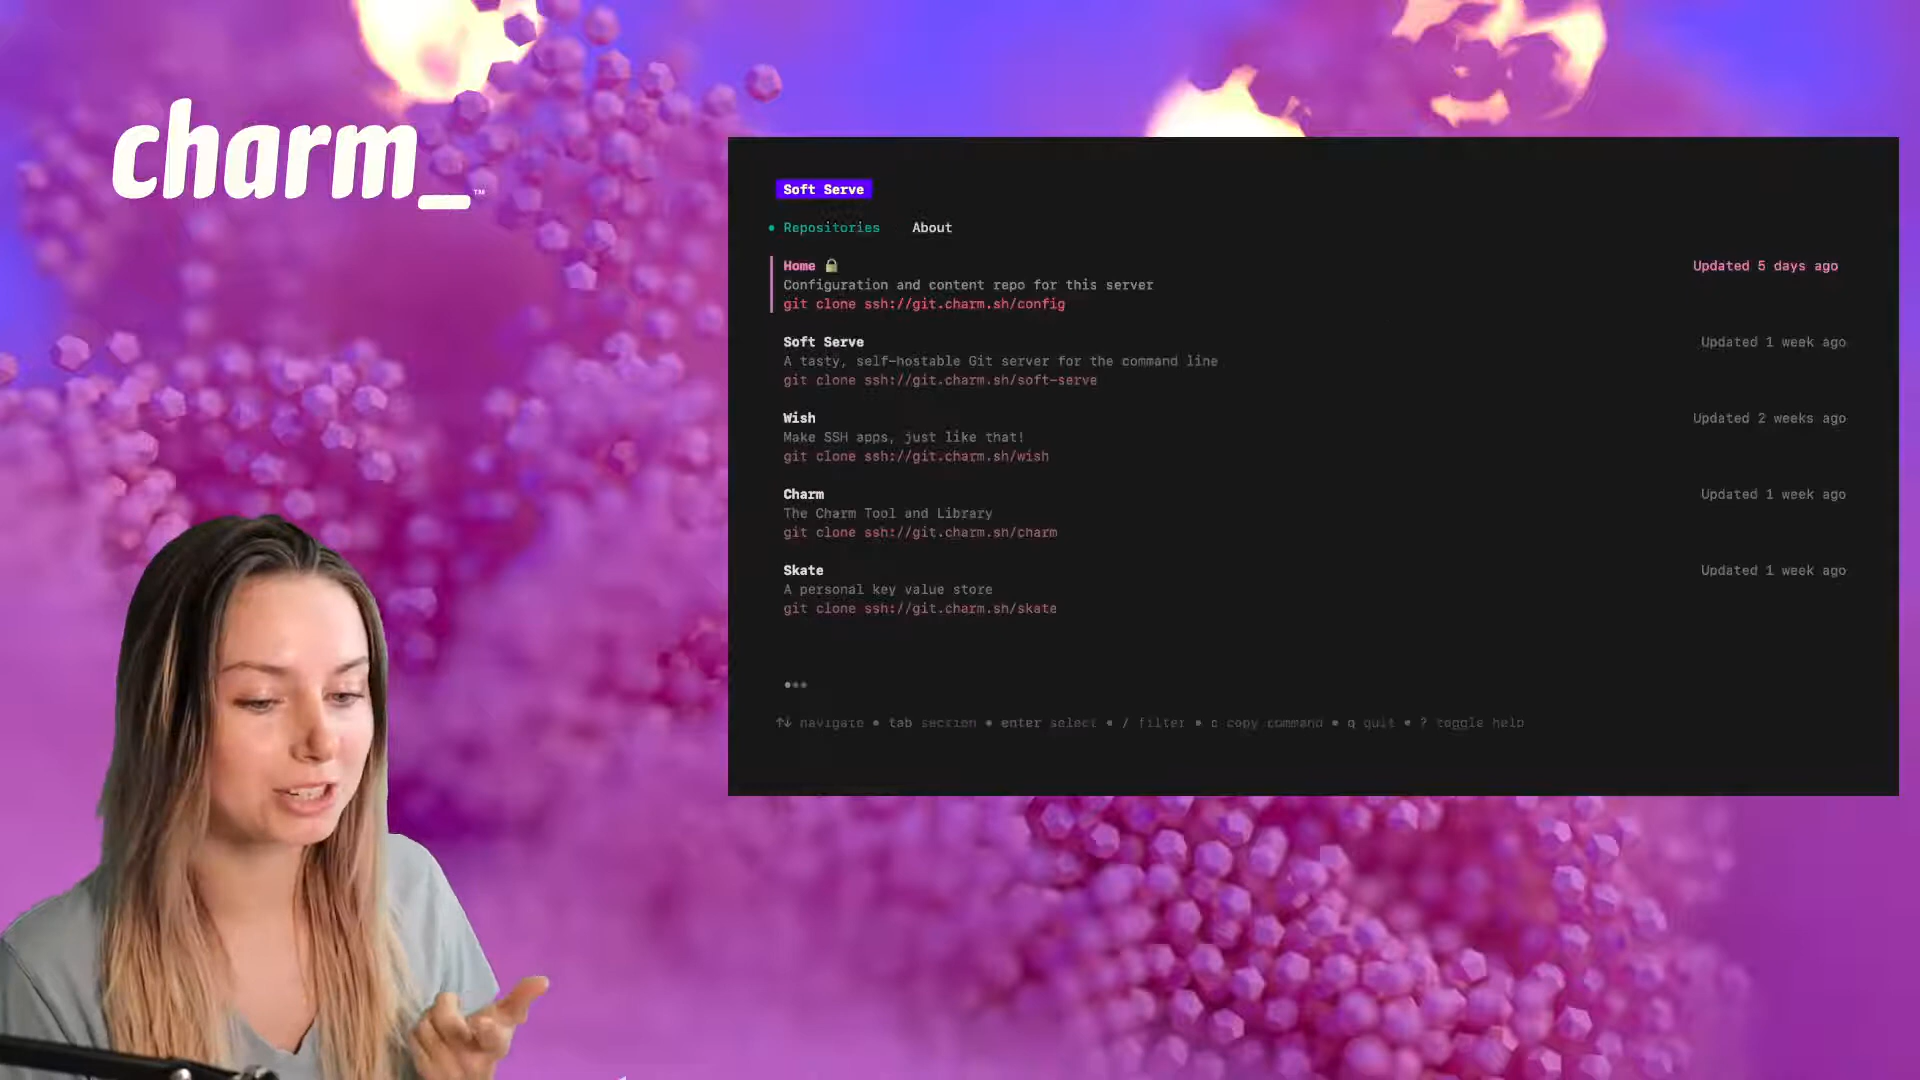 charm_™
Soft Serve
• Repositories About
Home 🔒 Updated 5 days ago
Configuration and content repo for this server
git clone ssh://git.charm.sh/config
Soft Serve Updated 1 week ago
A tasty, self-hostable Git server for the command line
git clone ssh://git.charm.sh/soft-serve
Wish Updated 2 weeks ago
Make SSH apps, just like that!
git clone ssh://git.charm.sh/wish
Charm Updated 1 week ago
The Charm Tool and Library
git clone ssh://git.charm.sh/charm
Skate Updated 1 week ago
A personal key value store
git clone ssh://git.charm.sh/skate
•••
↑↓ navigate • tab section • enter select • / filter • c copy command • q quit • ? toggle help